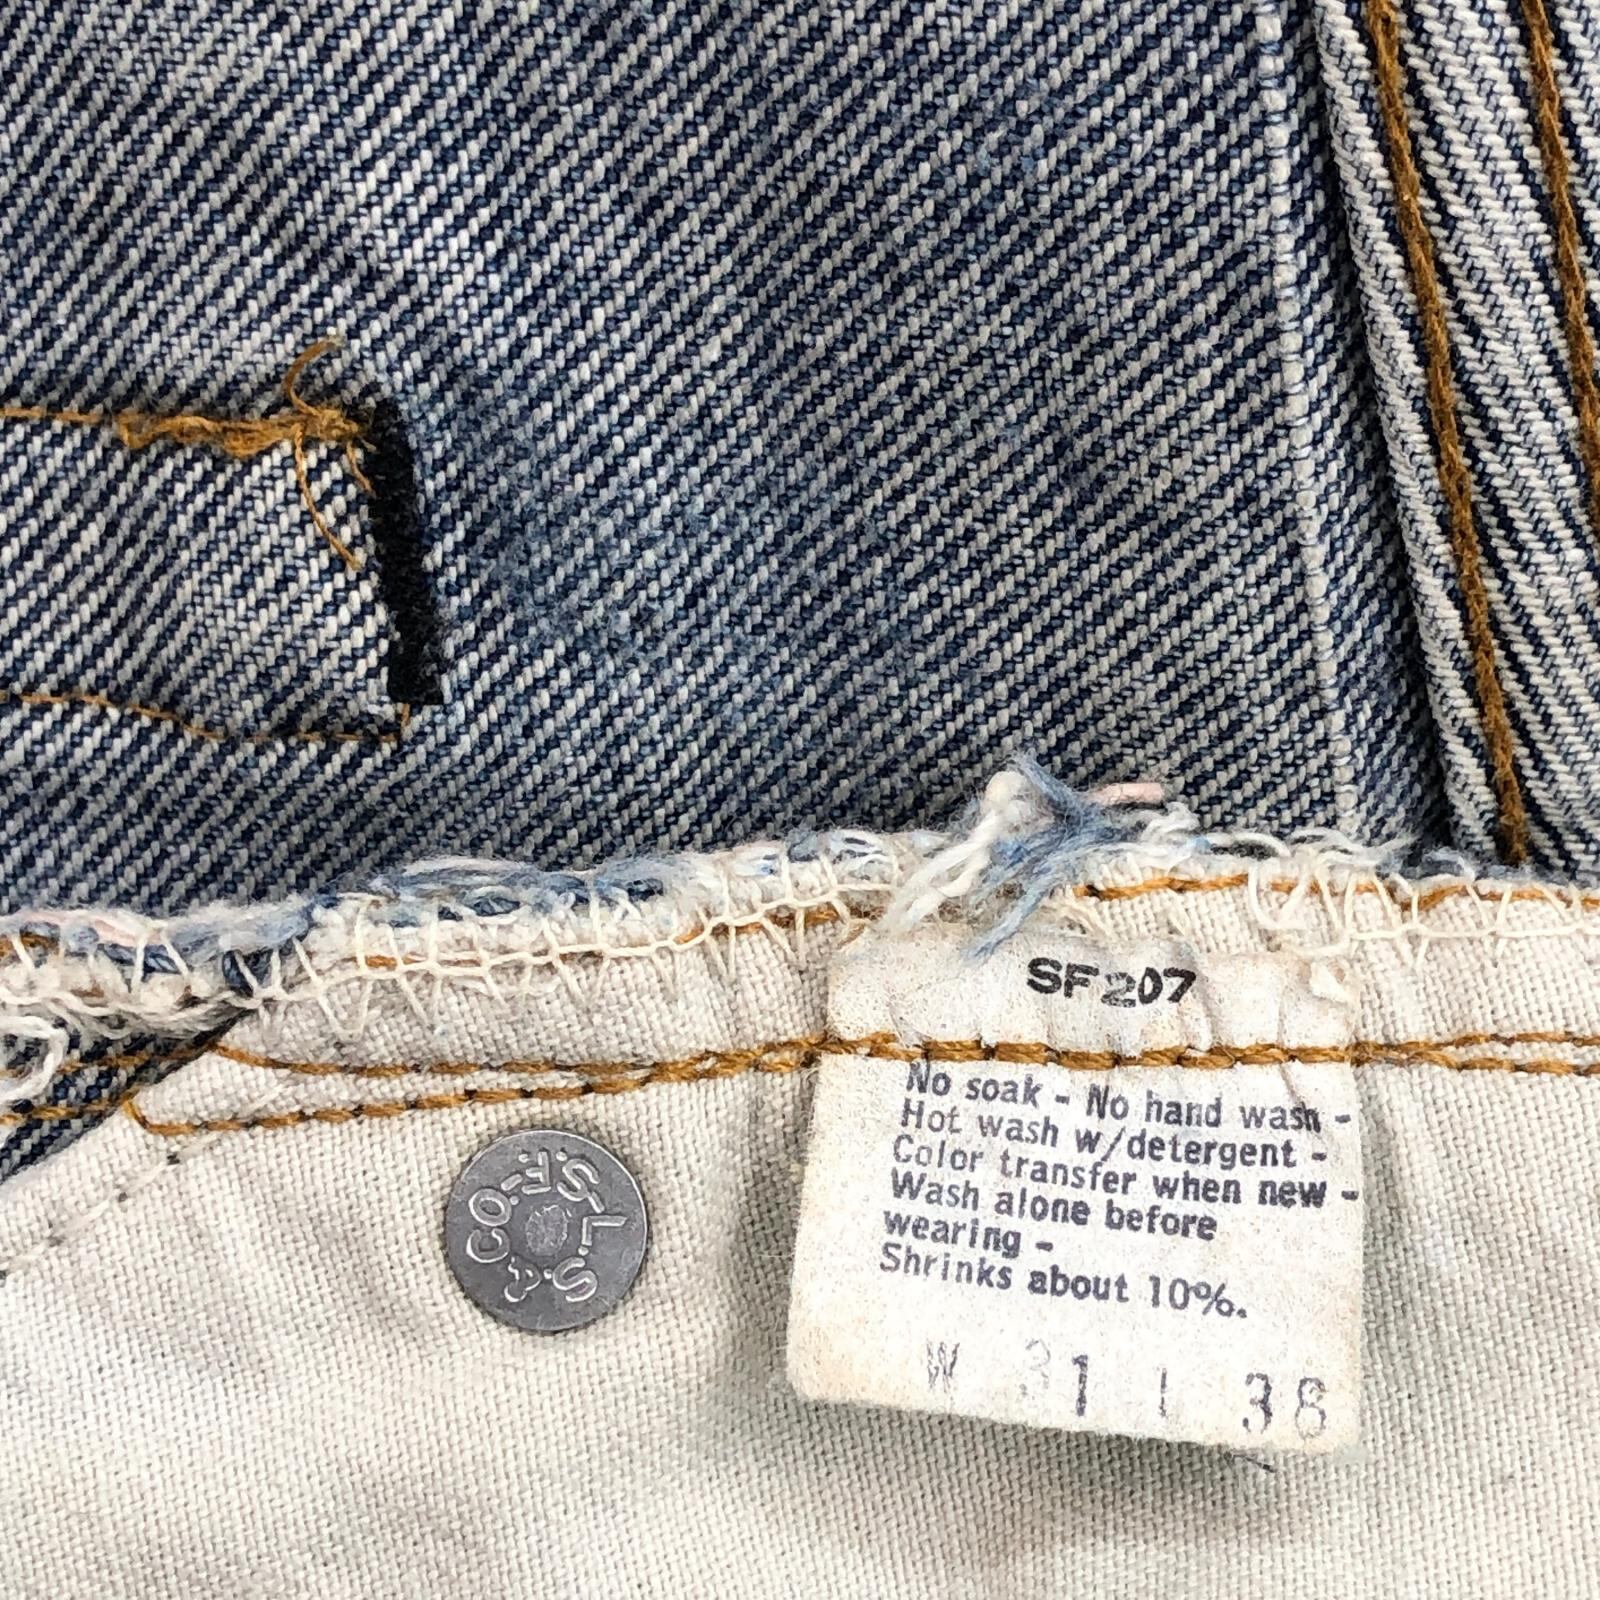 SF207
No soak - No hand wash -
Hot wash w/detergent -
Color transfer when new -
Wash alone before
wearing -
Shrinks about 10%.
W 31 L 38
L.S.&CO-S.F.